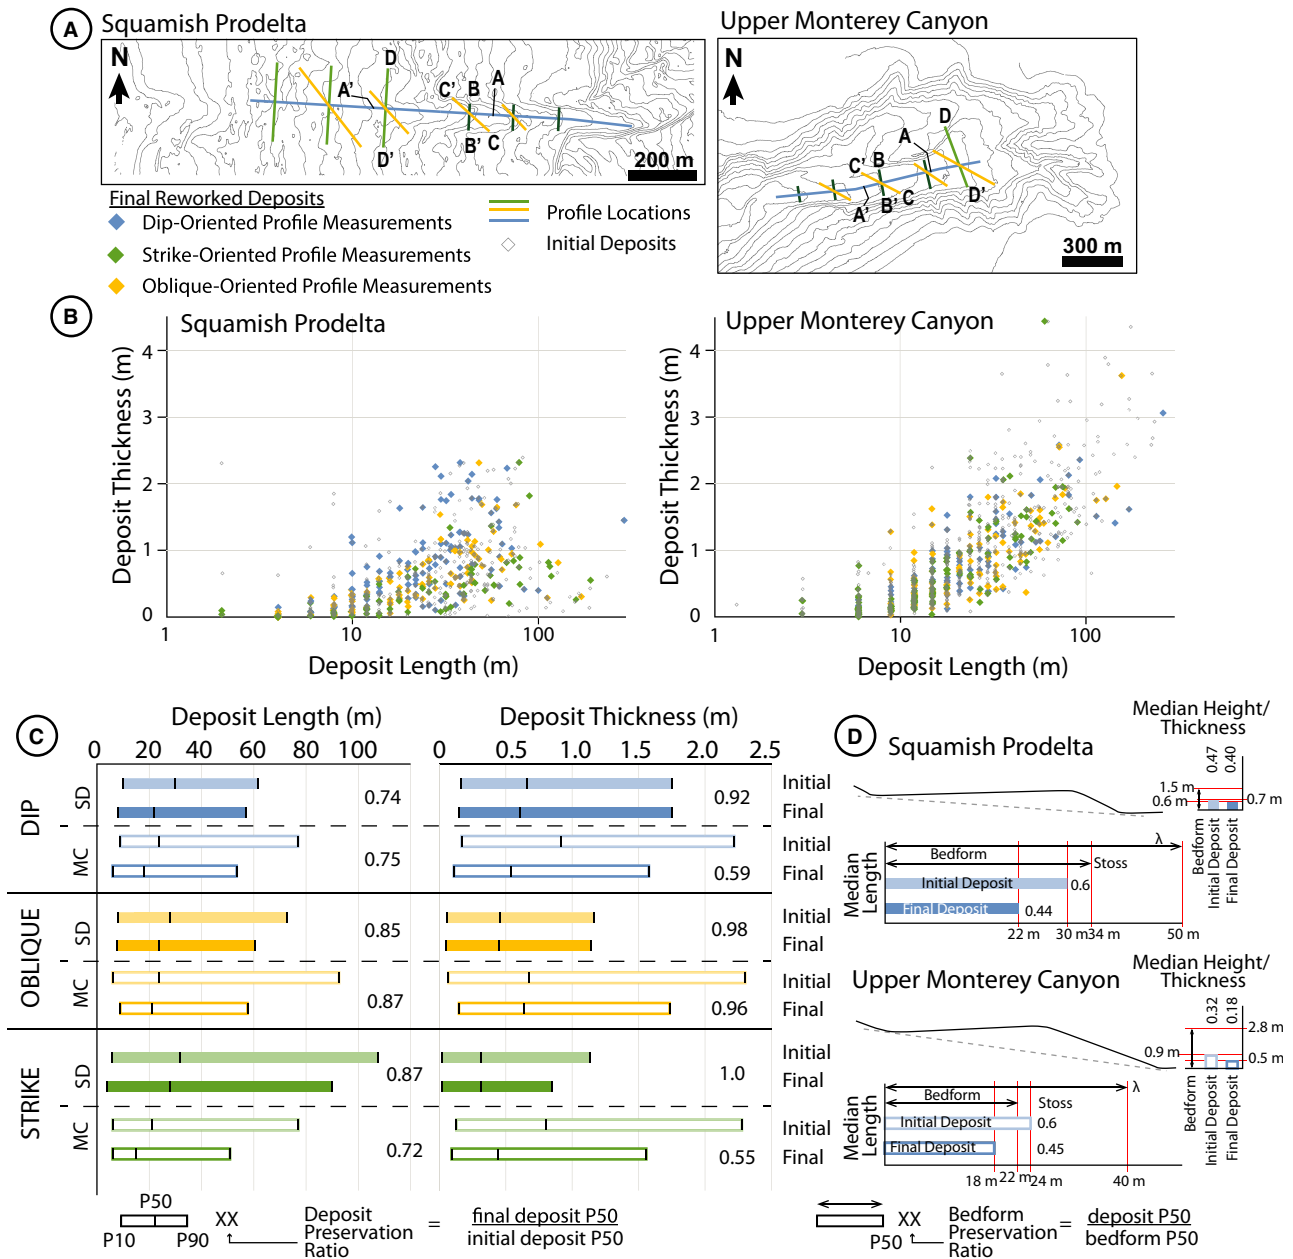 A
Squamish Prodelta
Upper Monterey Canyon
N
D
A'
C' B
A
B' C
D'
200 m
N
D
A
C' B
A'
B' C
D'
300 m
Final Reworked Deposits
Dip-Oriented Profile Measurements
Strike-Oriented Profile Measurements
Oblique-Oriented Profile Measurements
Profile Locations
Initial Deposits
B
Squamish Prodelta
Deposit Thickness (m)
4
3
2
1
0
1 10 100
Deposit Length (m)
Upper Monterey Canyon
Deposit Thickness (m)
4
3
2
1
0
1 10 100
Deposit Length (m)
C
Deposit Length (m)
0 20 40 60 80 100
Deposit Thickness (m)
0 0.5 1.0 1.5 2.0 2.5
DIP
SD
0.74
0.92
Initial
Final
MC
0.75
0.59
Initial
Final
OBLIQUE
SD
0.85
0.98
Initial
Final
MC
0.87
0.96
Initial
Final
STRIKE
SD
0.87
1.0
Initial
Final
MC
0.72
0.55
Initial
Final
P50
P10 P90
XX
Deposit Preservation Ratio
=
final deposit P50
initial deposit P50
D
Squamish Prodelta
Median Height/
Thickness
0.47
0.40
1.5 m
0.6 m
0.7 m
Bedform
Initial Deposit
Final Deposit
Median Length
λ
Bedform
Stoss
Initial Deposit
0.6
Final Deposit
0.44
22 m 30 m 34 m 50 m
Upper Monterey Canyon
Median Height/
Thickness
0.32
0.18
2.8 m
0.9 m
0.5 m
Bedform
Initial Deposit
Final Deposit
Median Length
λ
Bedform
Stoss
Initial Deposit
0.6
Final Deposit
0.45
18 m 22 m 24 m 40 m
P50
XX
Bedform Preservation Ratio
=
deposit P50
bedform P50